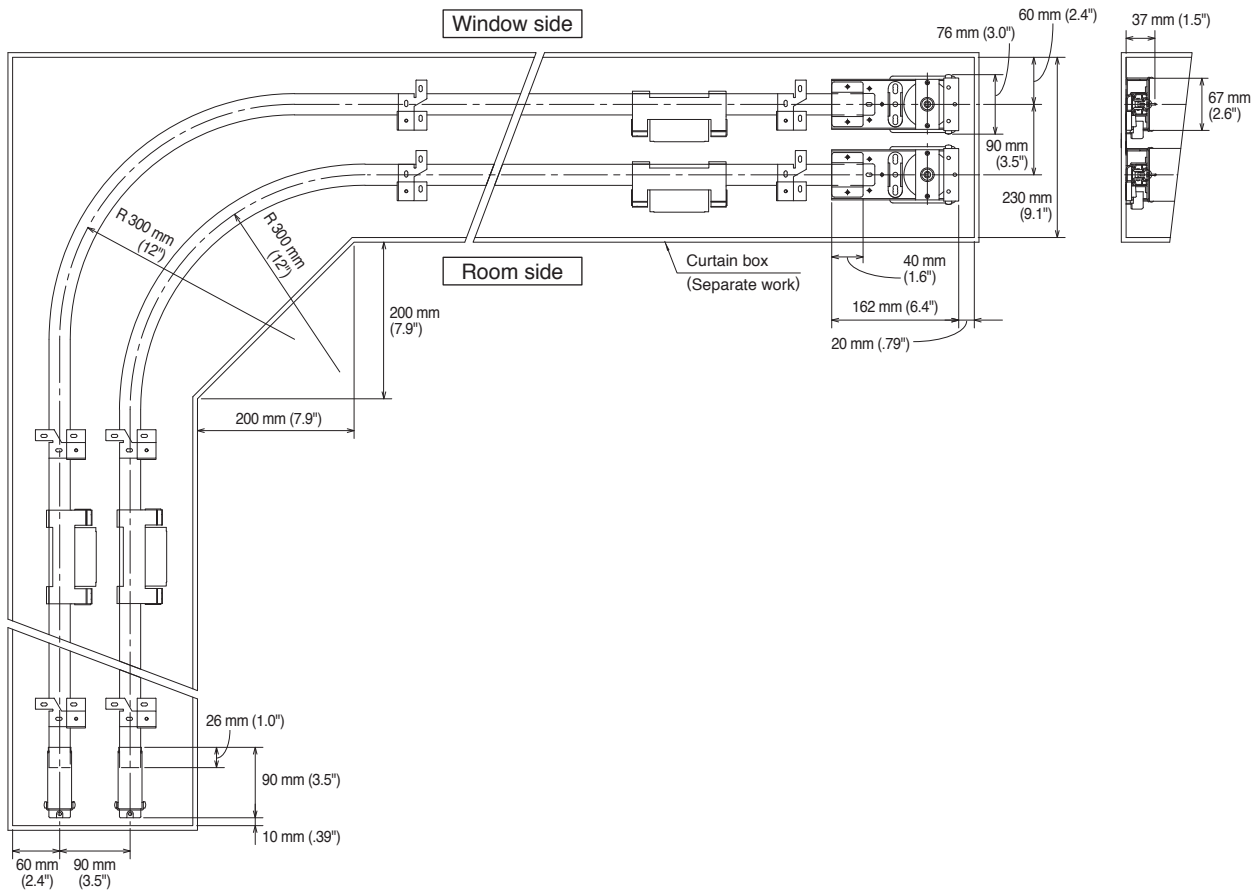 Window side
60 mm (2.4")
76 mm (3.0")
37 mm (1.5")
67 mm
(2.6")
90 mm
(3.5")
230 mm
(9.1")
R 300 mm
(12")
R 300 mm
(12")
Room side
Curtain box
(Separate work)
40 mm
(1.6")
162 mm (6.4")
20 mm (.79")
200 mm
(7.9")
200 mm (7.9")
26 mm (1.0")
90 mm (3.5")
10 mm (.39")
60 mm
(2.4")
90 mm
(3.5")